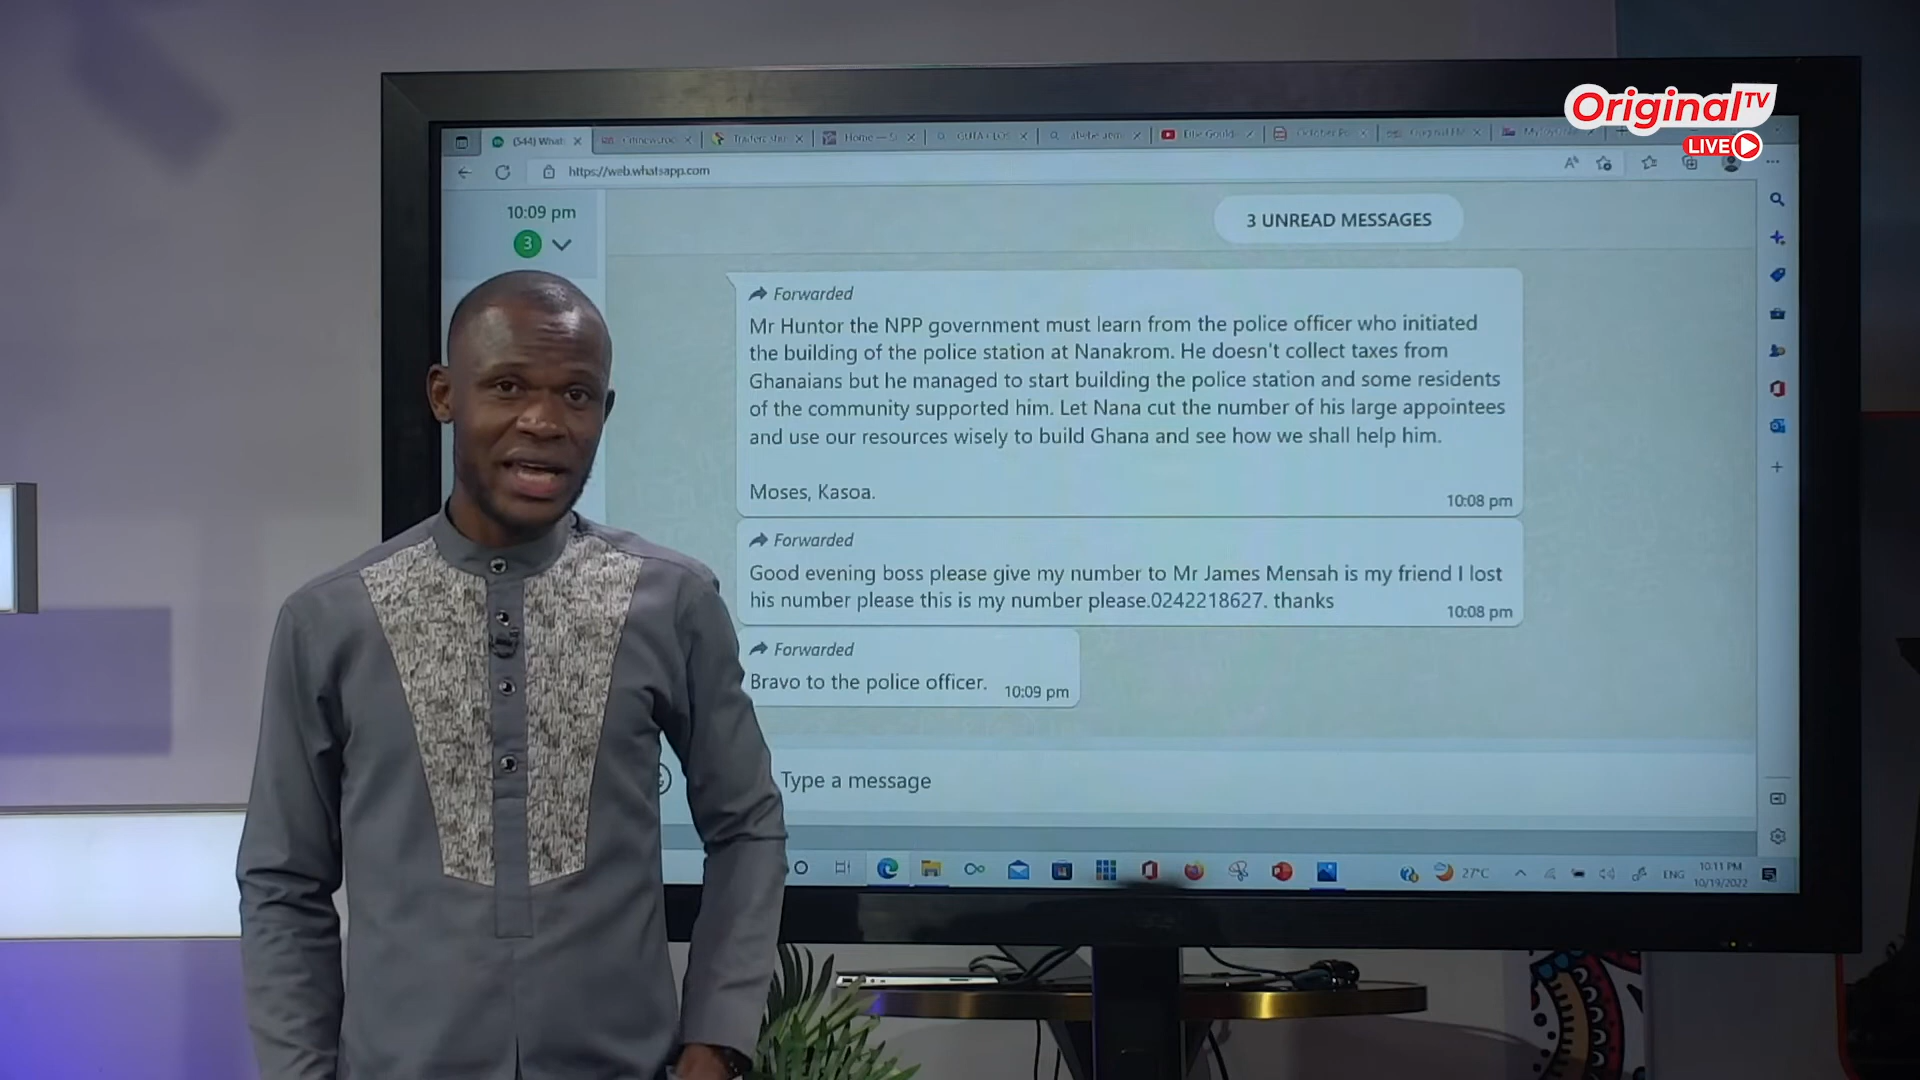 Original TV
LIVE
(544) What
Home — S
https://web.whatsapp.com
10:09 pm
3
3 UNREAD MESSAGES
Forwarded
Mr Huntor the NPP government must learn from the police officer who initiated
the building of the police station at Nanakrom. He doesn't collect taxes from
Ghanaians but he managed to start building the police station and some residents
of the community supported him. Let Nana cut the number of his large appointees
and use our resources wisely to build Ghana and see how we shall help him.
Moses, Kasoa.
10:08 pm
Forwarded
Good evening boss please give my number to Mr James Mensah is my friend I lost
his number please this is my number please.0242218627. thanks
10:08 pm
Forwarded
Bravo to the police officer.
10:09 pm
Type a message
27°C
ENG
10:11 PM
10/19/2022